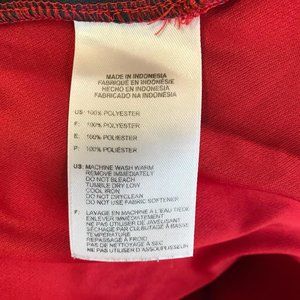 MADE IN INDONESIA
FABRIQUÉ EN INDONÉSIE
HECHO EN INDONESIA
FABRICADO NA INDONÉSIA
US: 100% POLYESTER
F: 100% POLYESTER
E: 100% POLIÉSTER
P: 100% POLIÉSTER
US: MACHINE WASH WARM
REMOVE IMMEDIATELY
DO NOT BLEACH
TUMBLE DRY LOW
COOL IRON
DO NOT DRYCLEAN
DO NOT USE FABRIC SOFTENER
F: LAVAGE EN MACHINE À L'EAU TIÈDE
ENLEVER IMMÉDIATEMENT
NE PAS UTILISER D'EAU DE JAVEL
SÉCHAGE PAR CULBUTAGE À BASSE
TEMPÉRATURE
REPASSAGE À FROID
PAS DE NETTOYAGE À SEC
NE PAS UTILISER D'ASSOUPLISSEUR